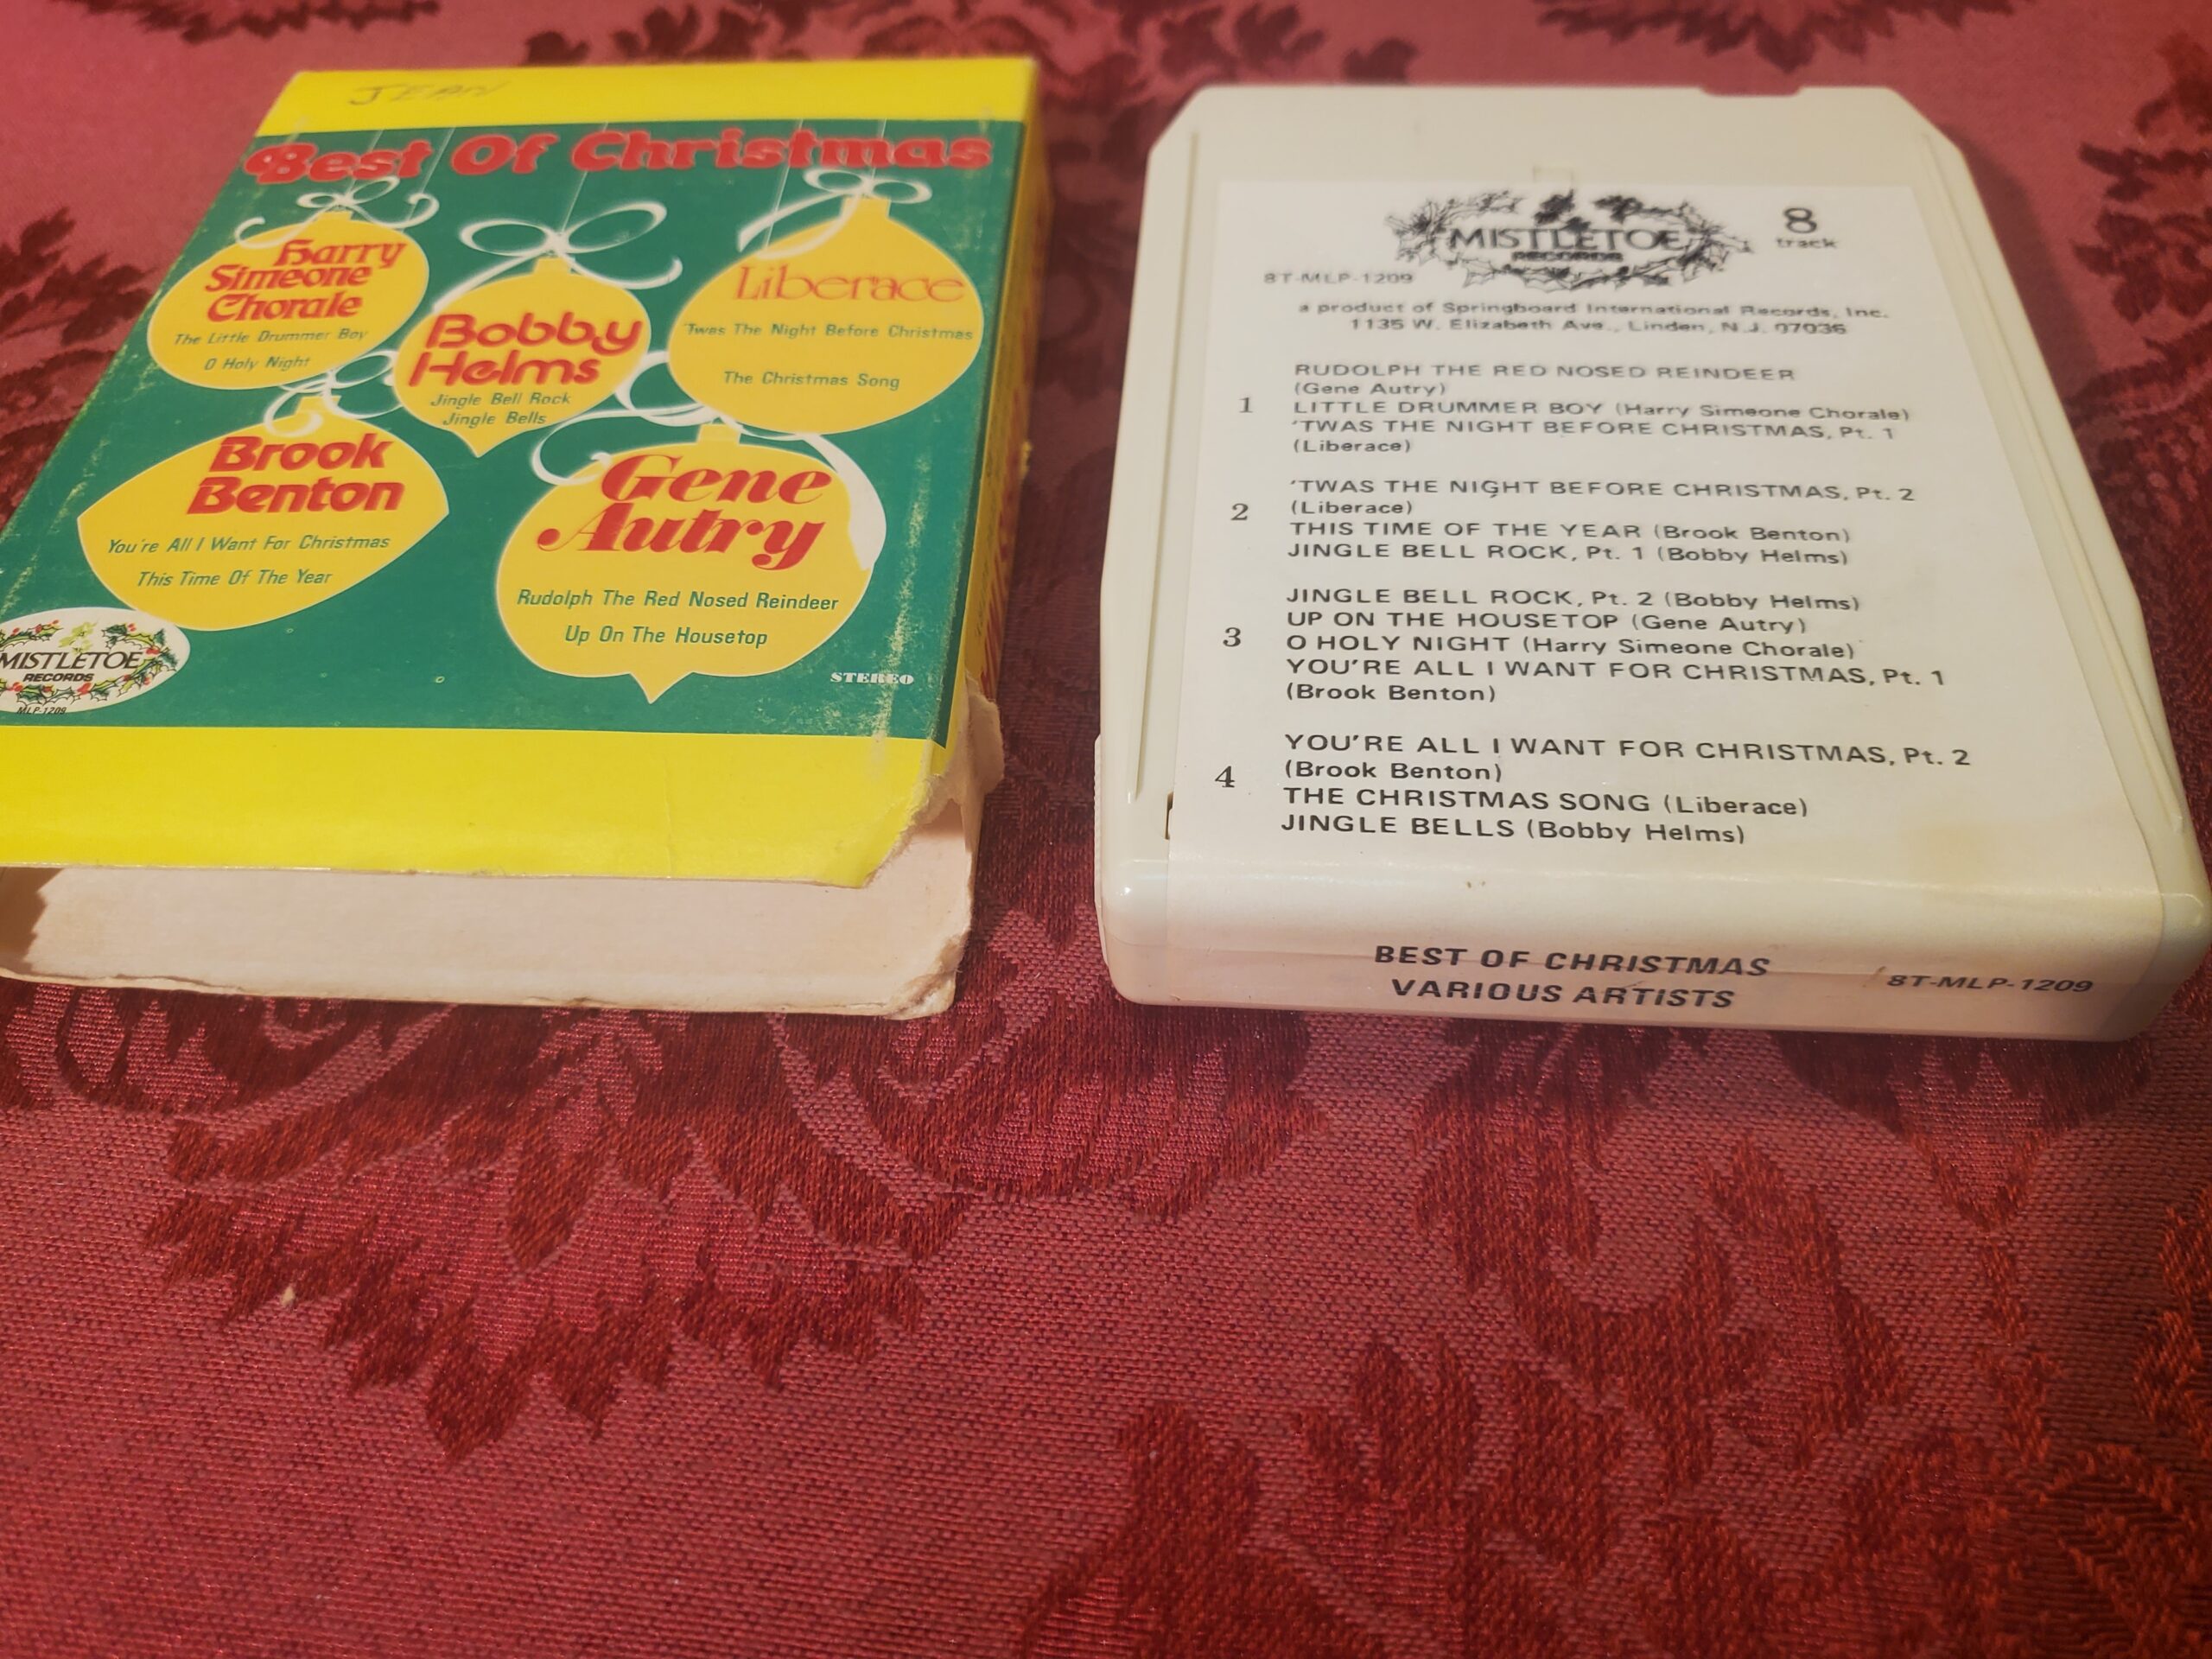 JEAN
Best Of Christmas
Harry
Simeone
Chorale
The Little Drummer Boy
O Holy Night
Bobby
Helms
Jingle Bell Rock
Jingle Bells
Liberace
'Twas The Night Before Christmas
The Christmas Song
Brook
Benton
You're All I Want For Christmas
This Time Of The Year
Gene
Autry
Rudolph The Red Nosed Reindeer
Up On The Housetop
MISTLETOE
RECORDS
MLP-1209
STEREO
MISTLETOE
RECORDS
8
track
8T-MLP-1209
a product of Springboard International Records, Inc.
1135 W. Elizabeth Ave., Linden, N.J. 07036
1
RUDOLPH THE RED NOSED REINDEER
(Gene Autry)
LITTLE DRUMMER BOY (Harry Simeone Chorale)
'TWAS THE NIGHT BEFORE CHRISTMAS, Pt. 1
(Liberace)
2
'TWAS THE NIGHT BEFORE CHRISTMAS, Pt. 2
(Liberace)
THIS TIME OF THE YEAR (Brook Benton)
JINGLE BELL ROCK, Pt. 1 (Bobby Helms)
3
JINGLE BELL ROCK, Pt. 2 (Bobby Helms)
UP ON THE HOUSETOP (Gene Autry)
O HOLY NIGHT (Harry Simeone Chorale)
YOU'RE ALL I WANT FOR CHRISTMAS, Pt. 1
(Brook Benton)
4
YOU'RE ALL I WANT FOR CHRISTMAS, Pt. 2
(Brook Benton)
THE CHRISTMAS SONG (Liberace)
JINGLE BELLS (Bobby Helms)
BEST OF CHRISTMAS
VARIOUS ARTISTS
8T-MLP-1209